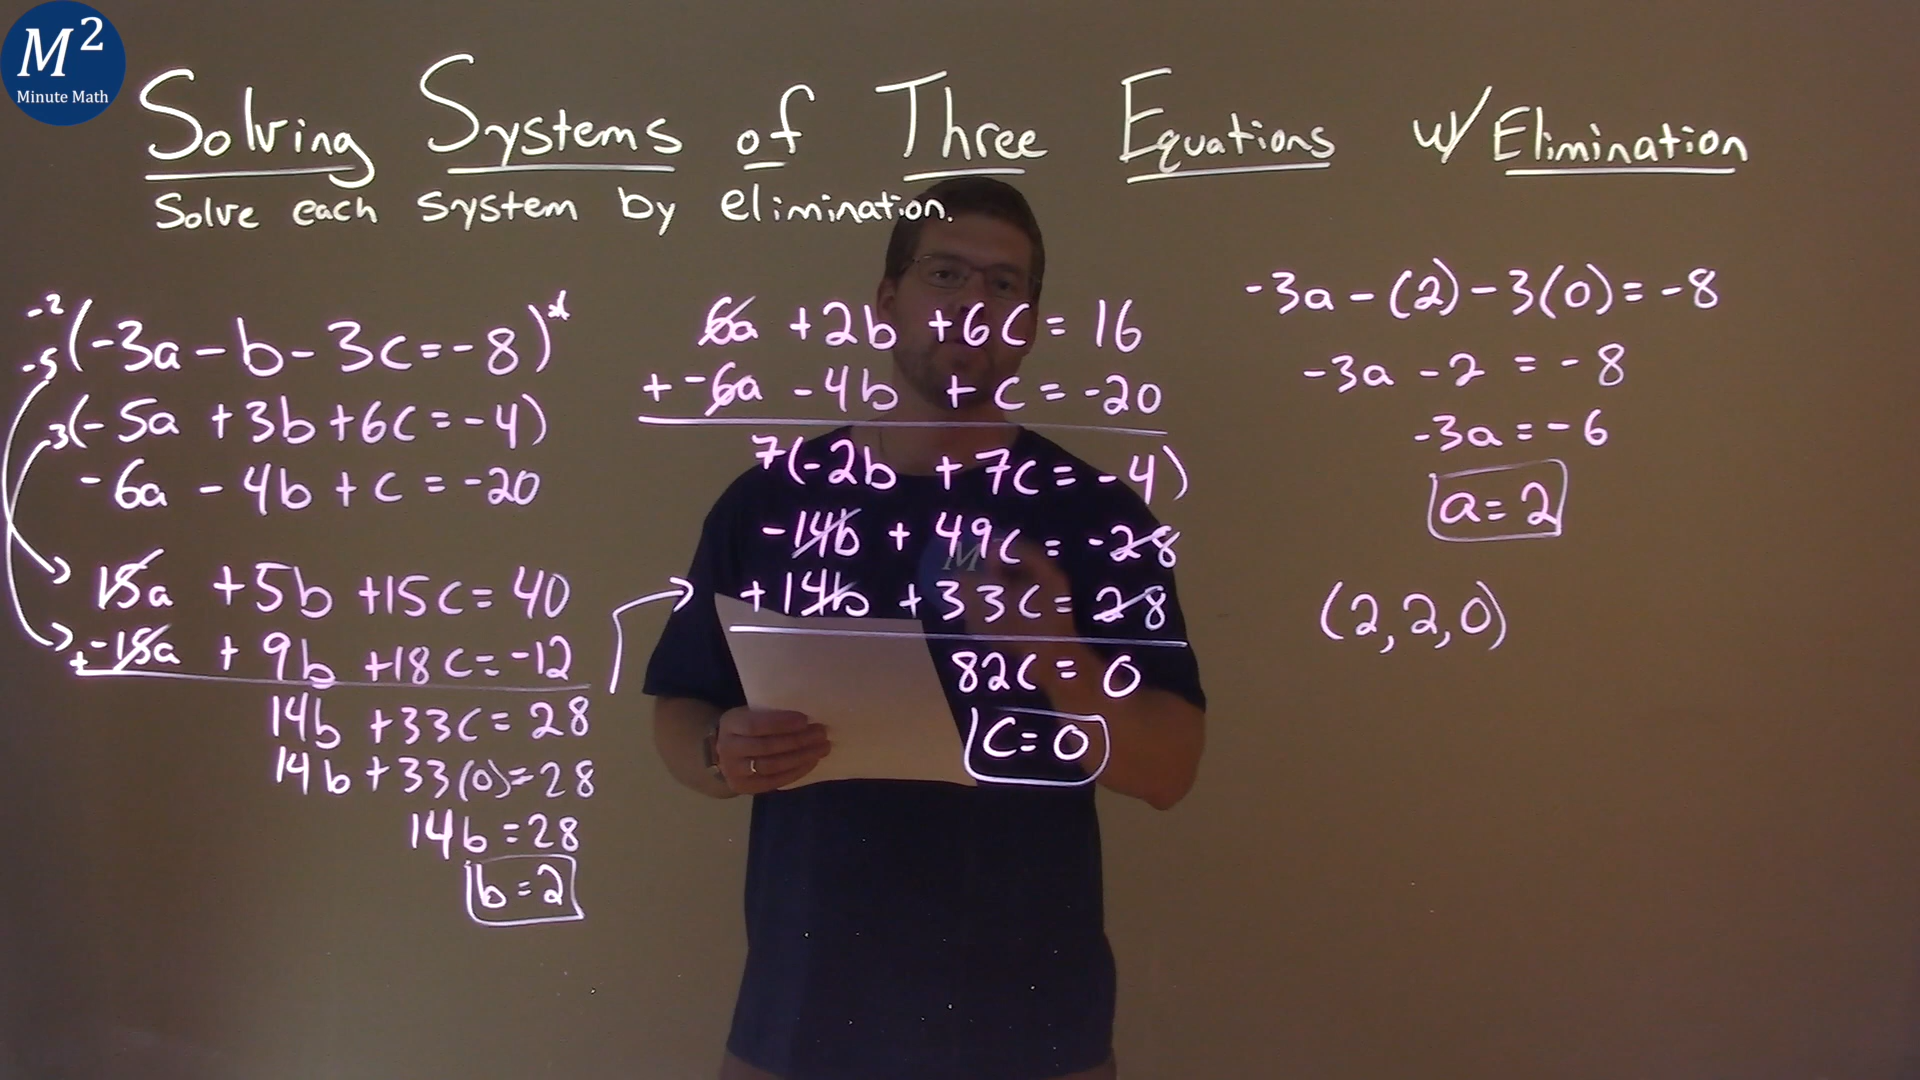 M²
Minute Math
Solving Systems of Three Equations w/ Elimination
Solve each system by elimination.
-2
-5(-3a - b - 3c = -8)*
3(-5a + 3b + 6c = -4)
-6a - 4b + c = -20
15a + 5b + 15c = 40
+ -15a + 9b + 18c = -12
14b + 33c = 28
14b + 33(0) = 28
14b = 28
b = 2
6a + 2b + 6c = 16
+ -6a - 4b + c = -20
7(-2b + 7c = -4)
-14b + 49c = -28
+ 14b + 33c = 28
82c = 0
c = 0
-3a - (2) - 3(0) = -8
-3a - 2 = -8
-3a = -6
a = 2
(2, 2, 0)